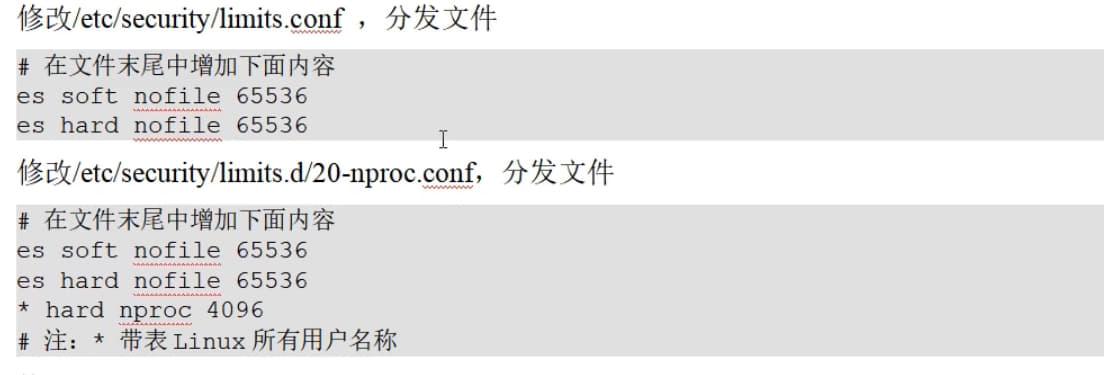 修改/etc/security/limits.conf ，分发文件
# 在文件末尾中增加下面内容
es soft nofile 65536
es hard nofile 65536
修改/etc/security/limits.d/20-nproc.conf，分发文件
# 在文件末尾中增加下面内容
es soft nofile 65536
es hard nofile 65536
* hard nproc 4096
# 注：* 带表 Linux 所有用户名称